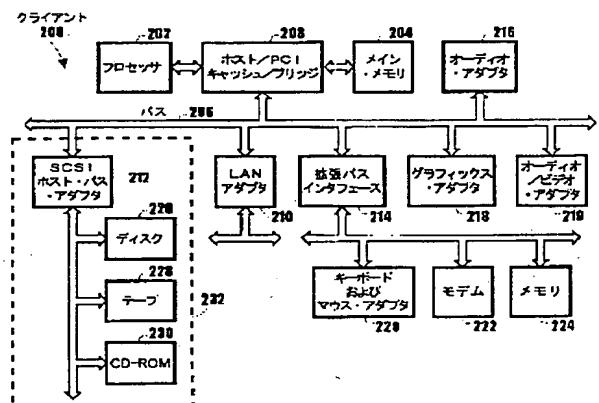 クライアント
200
202
プロセッサ
208
ホスト/PCI
キャッシュ/ブリッジ
204
メイン
・メモリ
216
オーディオ
・アダプタ
バス
206
SCSI
ホスト・バス
・アダプタ
212
LAN
アダプタ
210
拡張バス
インタフェース
214
グラフィックス
・アダプタ
218
オーディオ
/ビデオ・
アダプタ
219
226
ディスク
228
テープ
230
CD-ROM
232
キーボード
および
マウス・アダプタ
220
モデム
222
メモリ
224